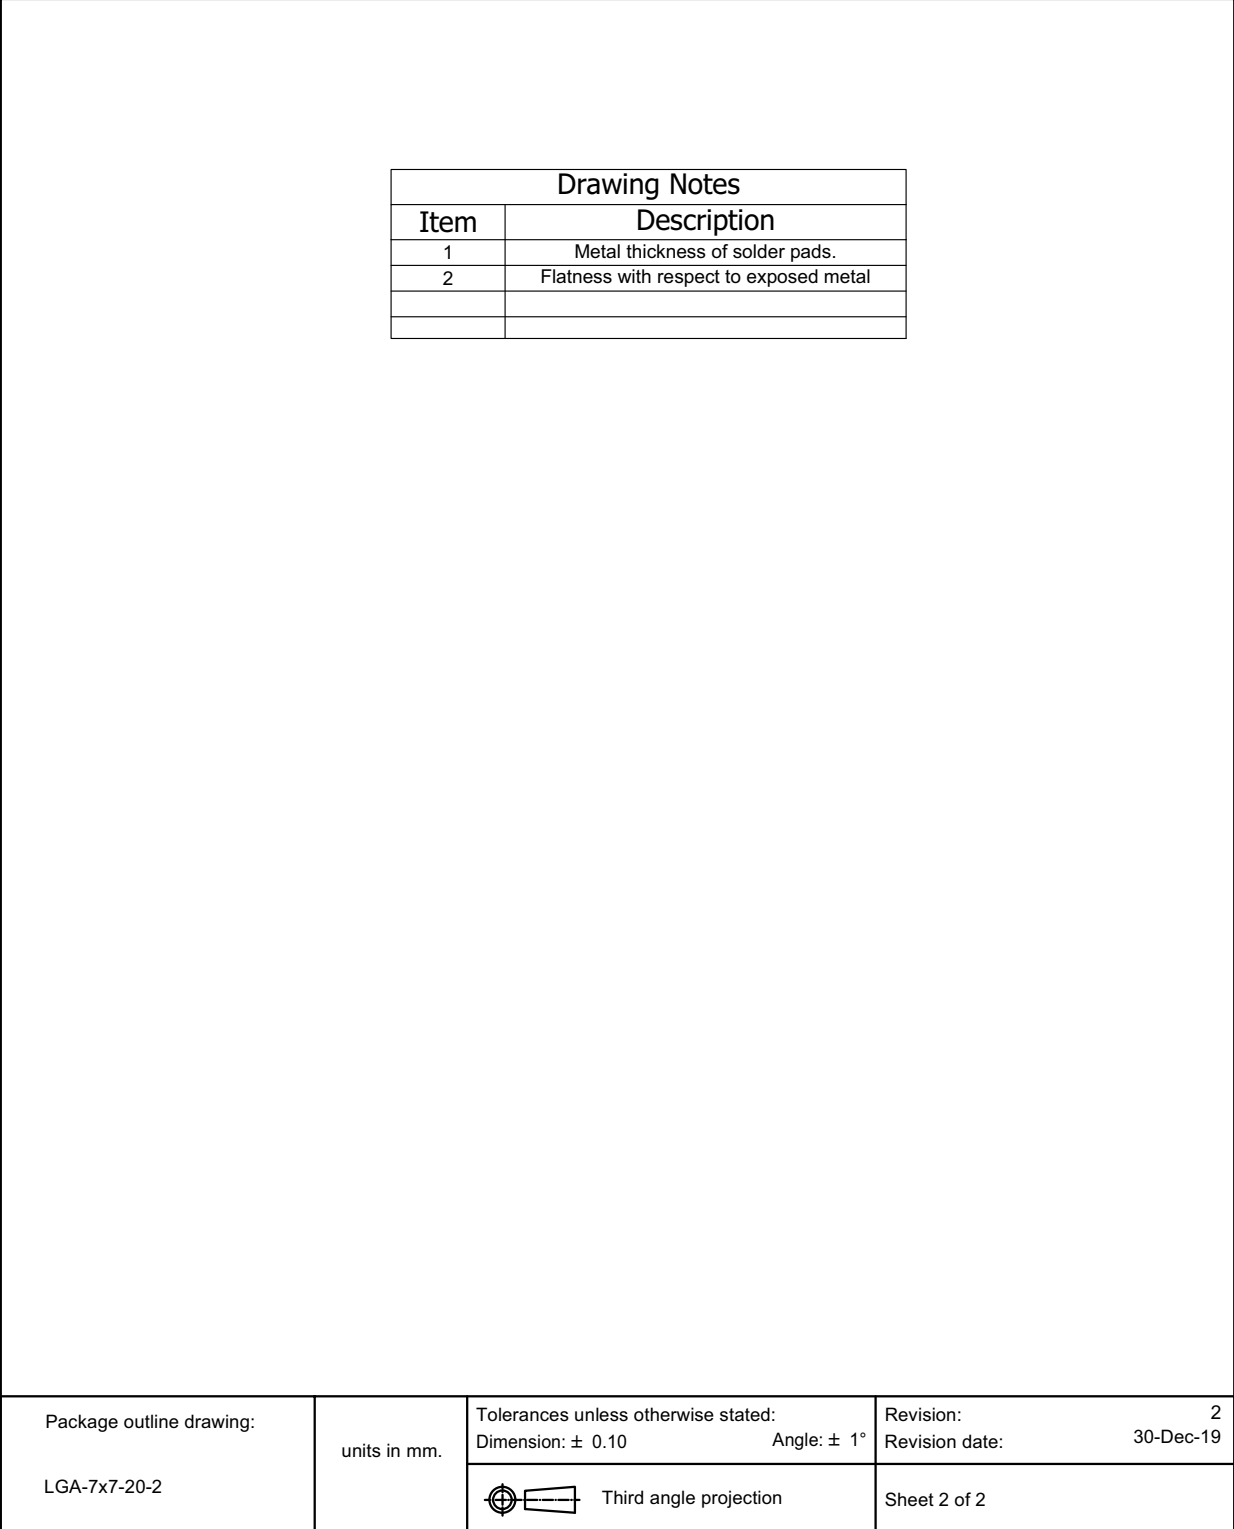 Drawing Notes
Item Description
1 Metal thickness of solder pads.
2 Flatness with respect to exposed metal
Package outline drawing:
LGA-7x7-20-2
units in mm.
Tolerances unless otherwise stated:
Dimension: ± 0.10 Angle: ± 1°
Third angle projection
Revision: 2
Revision date: 30-Dec-19
Sheet 2 of 2